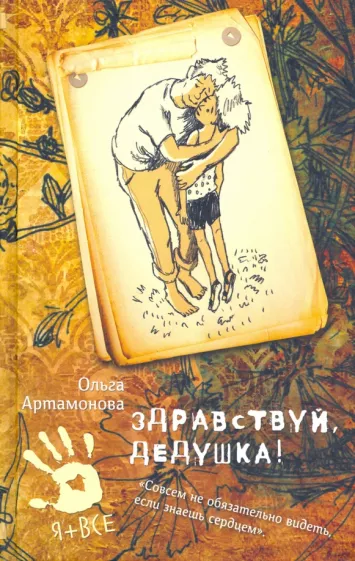 Ольга
Артамонова
здравствуй,
дедушка!
«Совсем не обязательно видеть,
если знаешь сердцем».
я+ВСЕ